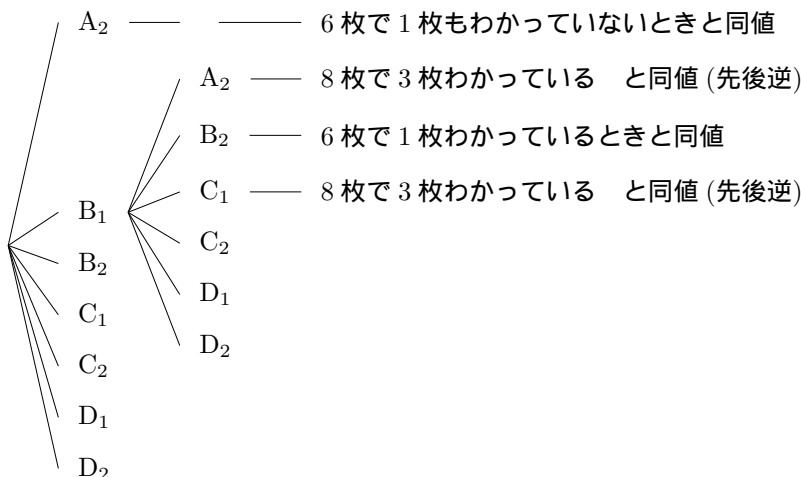 A₂ 6 枚で 1 枚もわかっていないときと同値
A₂ 8 枚で 3 枚わかっている と同値 (先後逆)
B₂ 6 枚で 1 枚わかっているときと同値
C₁ 8 枚で 3 枚わかっている と同値 (先後逆)
B₁
C₂
B₂
D₁
C₁
D₂
C₂
D₁
D₂